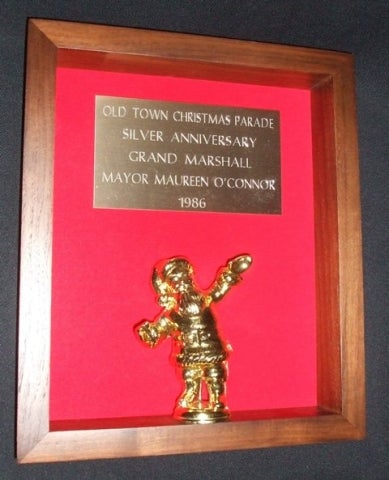 OLD TOWN CHRISTMAS PARADE
SILVER ANNIVERSARY
GRAND MARSHALL
MAYOR MAUREEN O'CONNOR
1986